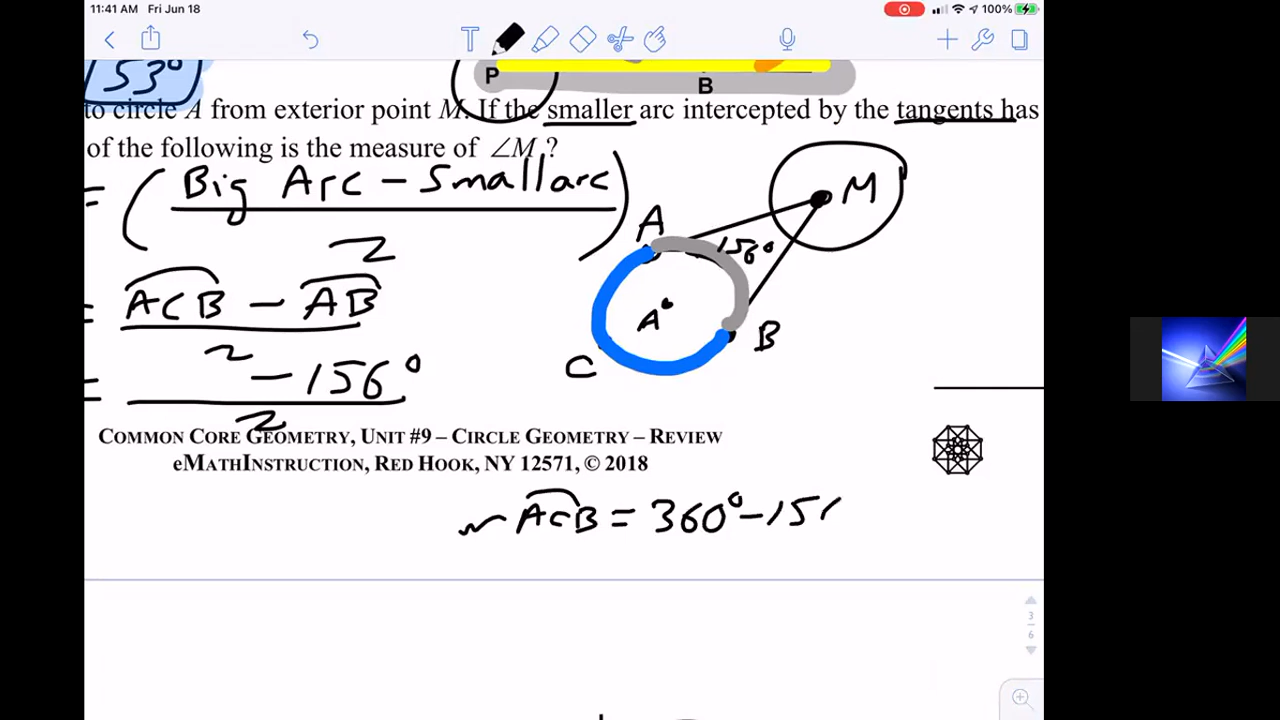 11:41 AM Fri Jun 18
100%
T
53°
P
B
to circle A from exterior point M. If the smaller arc intercepted by the tangents has
of the following is the measure of ∠M ?
= (Big Arc - Small arc)
2
M
A
156°
= ACB - AB
2
A
B
C
= - 156°
2
COMMON CORE GEOMETRY, UNIT #9 – CIRCLE GEOMETRY – REVIEW
eMATHINSTRUCTION, RED HOOK, NY 12571, © 2018
m ACB = 360° - 15
3
6